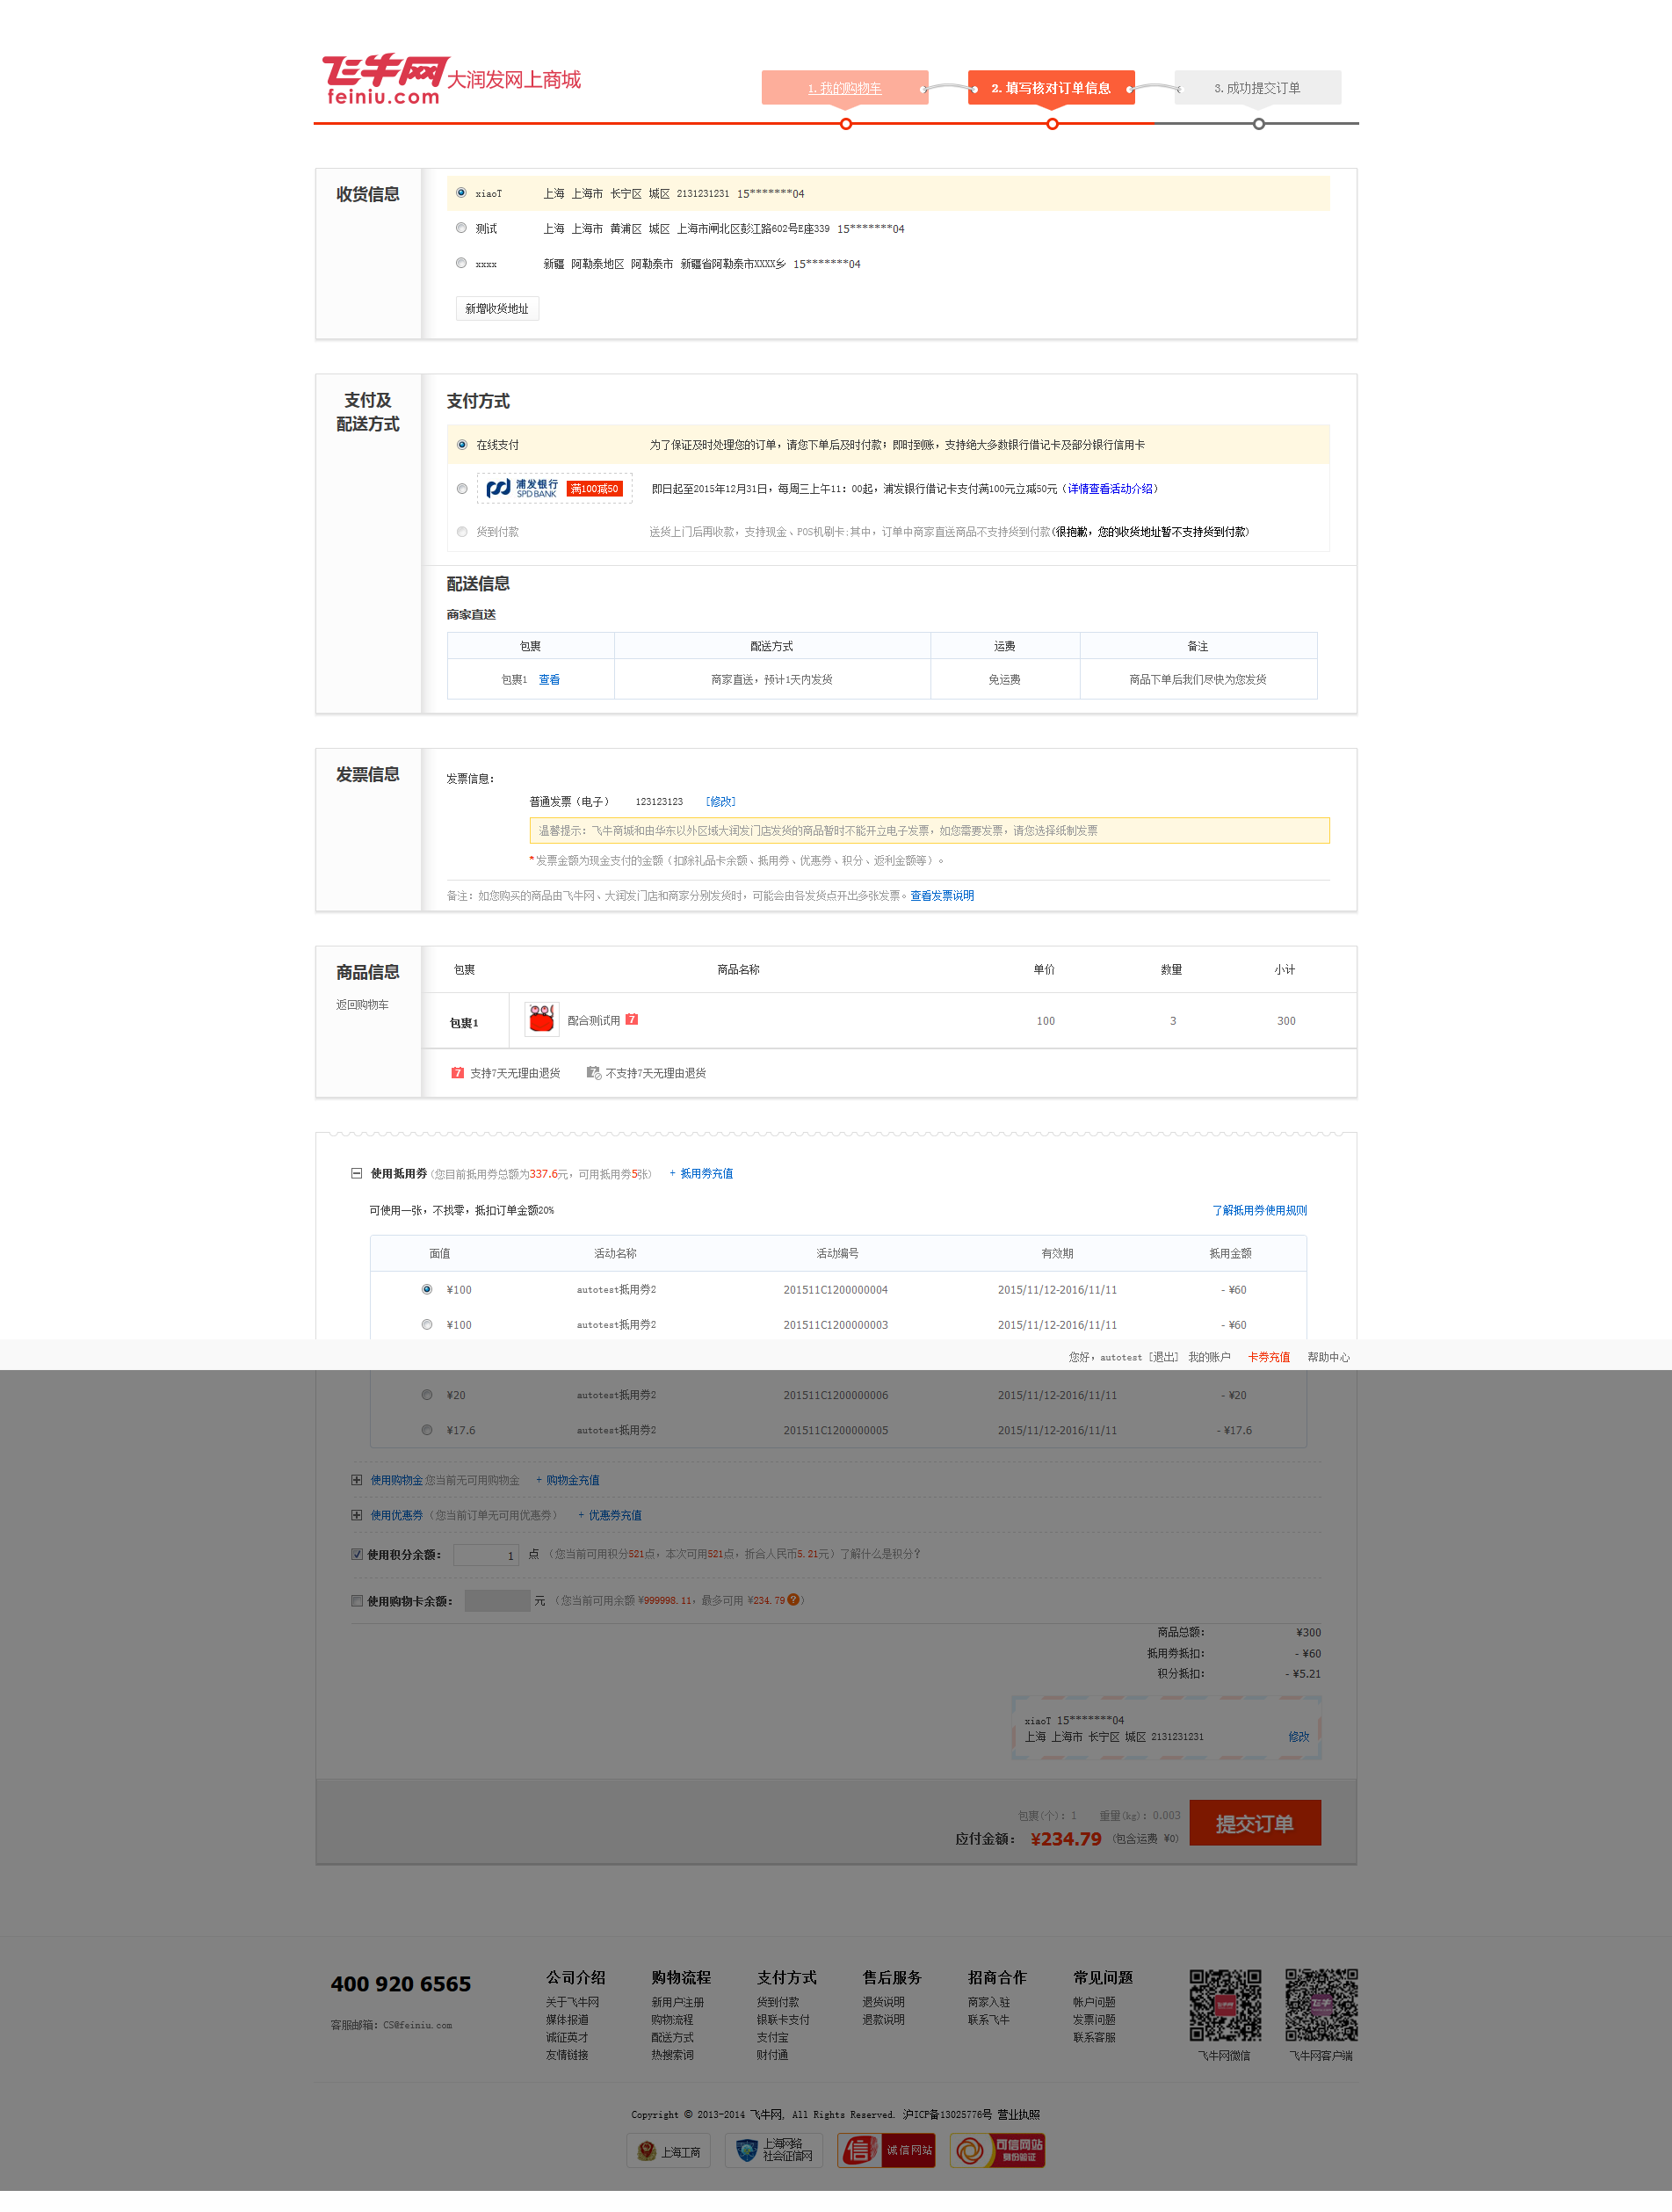 飞牛网
feiniu.com
大润发网上商城
1. 我的购物车
2. 填写核对订单信息
3. 成功提交订单
收货信息
xiaoT 上海 上海市 长宁区 城区 2131231231 15*******04
测试 上海 上海市 黄浦区 城区 上海市闸北区彭江路602号E座339 15*******04
xxxx 新疆 阿勒泰地区 阿勒泰市 新疆省阿勒泰市XXXX乡 15*******04
新增收货地址
支付及
配送方式
支付方式
在线支付 为了保证及时处理您的订单，请您下单后及时付款；即时到账，支持绝大多数银行借记卡及部分银行信用卡
浦发银行 SPD BANK 满100减50 即日起至2015年12月31日，每周三上午11：00起，浦发银行借记卡支付满100元立减50元（详情查看活动介绍）
货到付款 送货上门后再收款，支持现金、POS机刷卡:其中，订单中商家直送商品不支持货到付款(很抱歉，您的收货地址暂不支持货到付款)
配送信息
商家直送
包裹 配送方式 运费 备注
包裹1 查看 商家直送，预计1天内发货 免运费 商品下单后我们尽快为您发货
发票信息
发票信息：
普通发票（电子） 123123123 [修改]
温馨提示：飞牛商城和由华东以外区域大润发门店发货的商品暂时不能开立电子发票，如您需要发票，请您选择纸制发票
*发票金额为现金支付的金额（扣除礼品卡余额、抵用券、优惠券、积分、返利金额等）。
备注：如您购买的商品由飞牛网、大润发门店和商家分别发货时，可能会由各发货点开出多张发票。查看发票说明
商品信息
返回购物车
包裹 商品名称 单价 数量 小计
包裹1 配合测试用 7 100 3 300
7 支持7天无理由退货 7 不支持7天无理由退货
使用抵用券 (您目前抵用券总额为337.6元，可用抵用券5张) + 抵用券充值
可使用一张，不找零，抵扣订单金额20% 了解抵用券使用规则
面值 活动名称 活动编号 有效期 抵用金额
¥100 autotest抵用券2 201511C1200000004 2015/11/12-2016/11/11 - ¥60
¥100 autotest抵用券2 201511C1200000003 2015/11/12-2016/11/11 - ¥60
您好，autotest [退出] 我的账户 卡券充值 帮助中心
¥20 autotest抵用券2 201511C1200000006 2015/11/12-2016/11/11 - ¥20
¥17.6 autotest抵用券2 201511C1200000005 2015/11/12-2016/11/11 - ¥17.6
使用购物金 您当前无可用购物金 + 购物金充值
使用优惠券（您当前订单无可用优惠券） + 优惠券充值
使用积分余额： 1 点（您当前可用积分521点，本次可用521点，折合人民币5.21元）了解什么是积分？
使用购物卡余额： 元（您当前可用余额 ¥999998.11，最多可用 ¥234.79 ?）
商品总额： ¥300
抵用券抵扣： - ¥60
积分抵扣： - ¥5.21
xiaoT 15*******04
上海 上海市 长宁区 城区 2131231231 修改
包裹(个)：1 重量(kg)：0.003
应付金额： ¥234.79 (包含运费 ¥0)
提交订单
400 920 6565
客服邮箱：CS@feiniu.com
公司介绍 购物流程 支付方式 售后服务 招商合作 常见问题
关于飞牛网 新用户注册 货到付款 退货说明 商家入驻 帐户问题
媒体报道 购物流程 银联卡支付 退款说明 联系飞牛 发票问题
诚征英才 配送方式 支付宝 联系客服
友情链接 热搜索词 财付通
飞牛网微信 飞牛网客户端
Copyright © 2013-2014 飞牛网, All Rights Reserved. 沪ICP备13025776号 营业执照
上海工商
上海网络
社会征信网
信 诚信网站
可信网站
身份验证